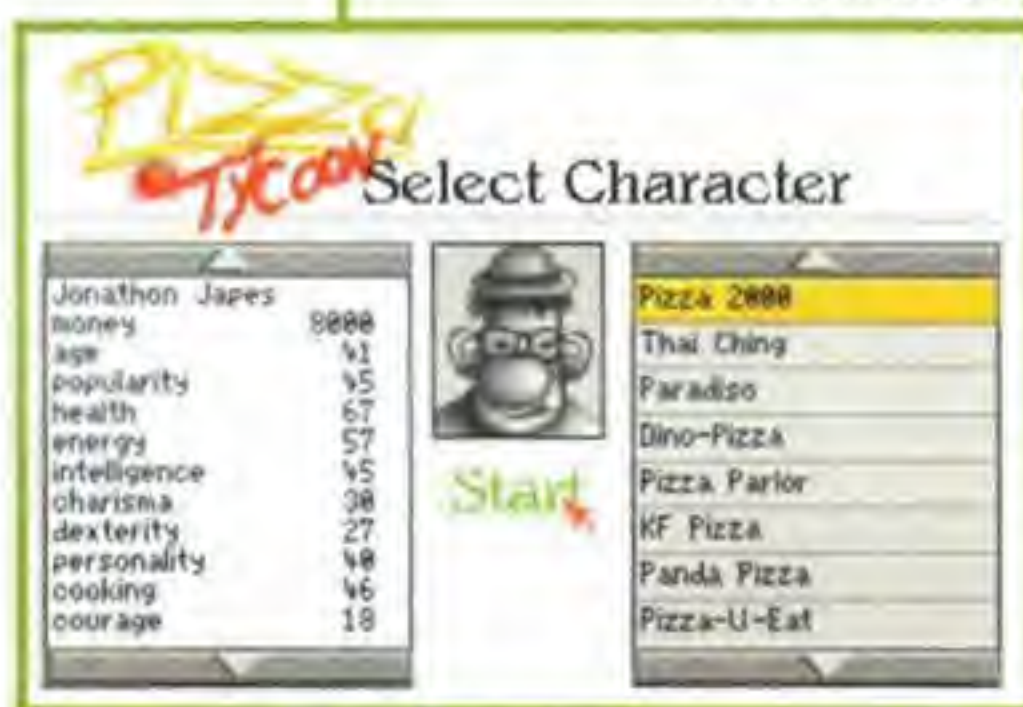 Pizza
Tycoon
Select Character
Jonathon Japes
money 8000
age 41
popularity 45
health 67
energy 57
intelligence 45
charisma 30
dexterity 27
personality 40
cooking 46
courage 18
Start
Pizza 2000
Thai Ching
Paradiso
Dino-Pizza
Pizza Parlor
KF Pizza
Panda Pizza
Pizza-U-Eat